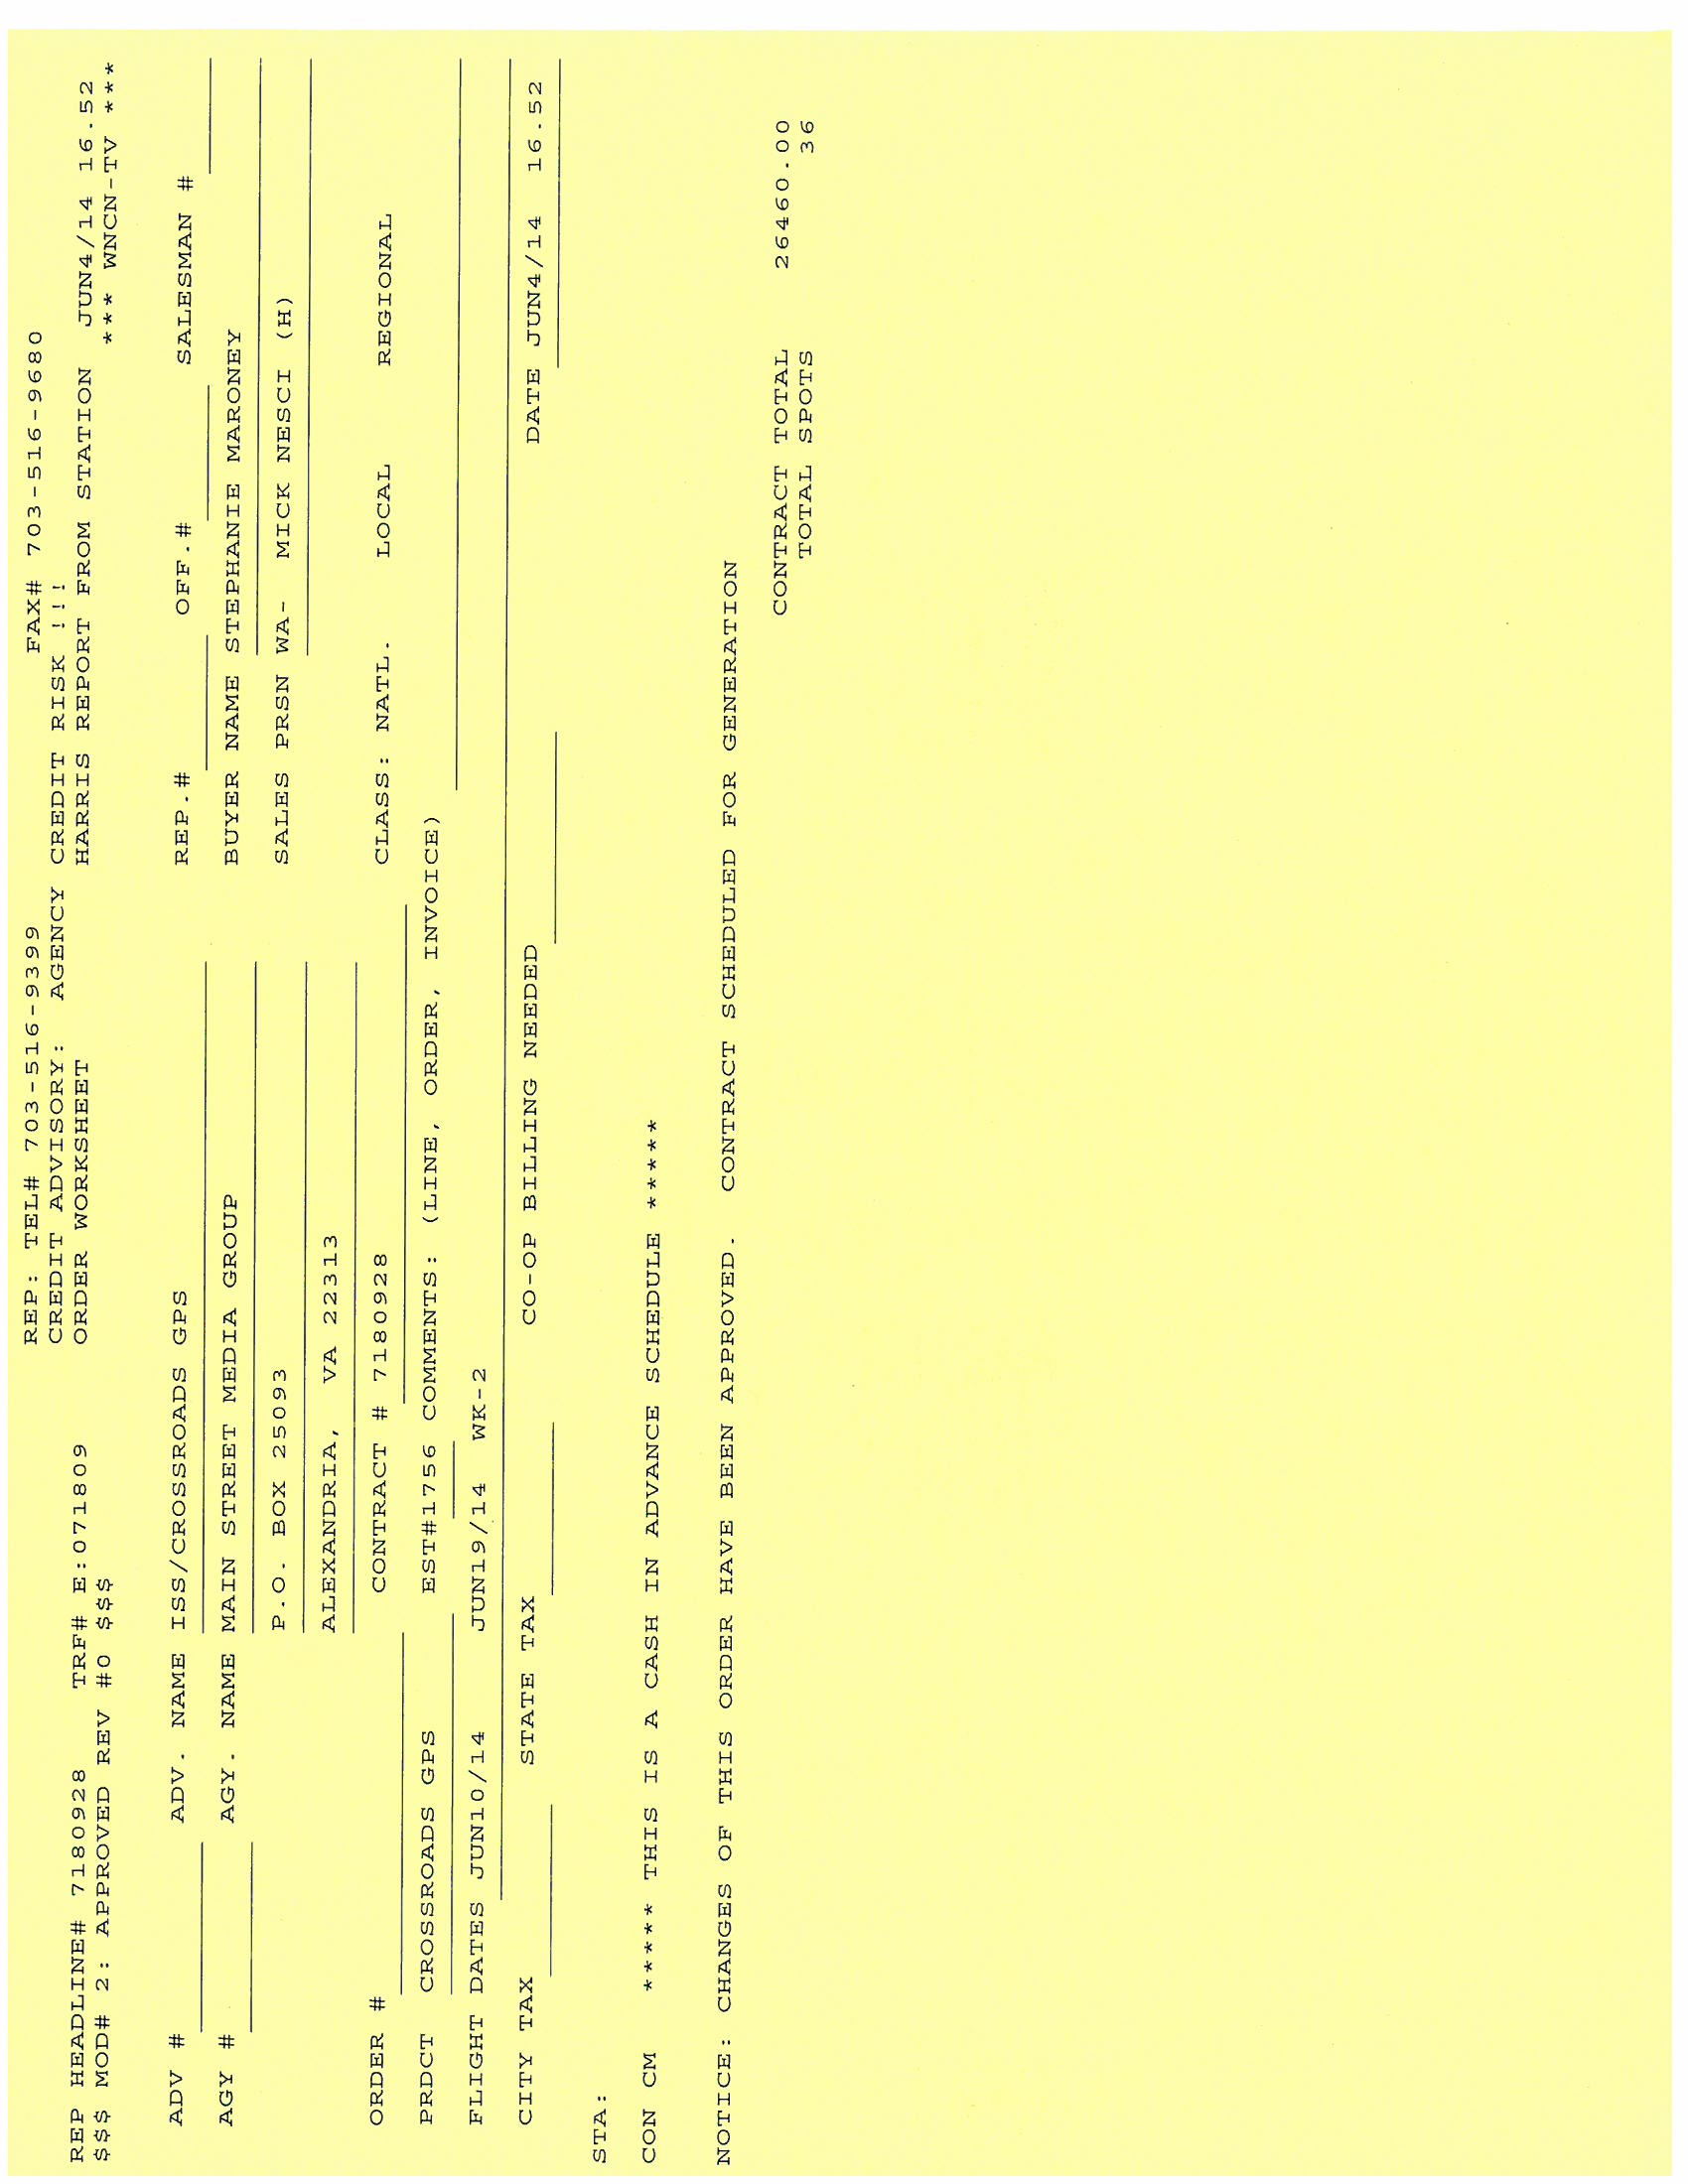 REP: TEL# 703-516-9399 FAX# 703-516-9680
CREDIT ADVISORY: AGENCY CREDIT RISK !!!
REP HEADLINE# 7180928 TRF# E:071809 ORDER WORKSHEET HARRIS REPORT FROM STATION JUN4/14 16.52
$$$ MOD# 2: APPROVED REV #0 $$$ *** WNCN-TV ***
ADV # ADV. NAME ISS/CROSSROADS GPS REP.# OFF.# SALESMAN #
AGY # AGY. NAME MAIN STREET MEDIA GROUP BUYER NAME STEPHANIE MARONEY
P.O. BOX 25093 SALES PRSN WA- MICK NESCI (H)
ALEXANDRIA, VA 22313
ORDER # CONTRACT # 7180928 CLASS: NATL. LOCAL REGIONAL
PRDCT CROSSROADS GPS EST#1756 COMMENTS: (LINE, ORDER, INVOICE)
FLIGHT DATES JUN10/14 JUN19/14 WK-2
CITY TAX STATE TAX CO-OP BILLING NEEDED DATE JUN4/14 16.52
STA:
CON CM ***** THIS IS A CASH IN ADVANCE SCHEDULE *****
NOTICE: CHANGES OF THIS ORDER HAVE BEEN APPROVED. CONTRACT SCHEDULED FOR GENERATION
CONTRACT TOTAL 26460.00
TOTAL SPOTS 36